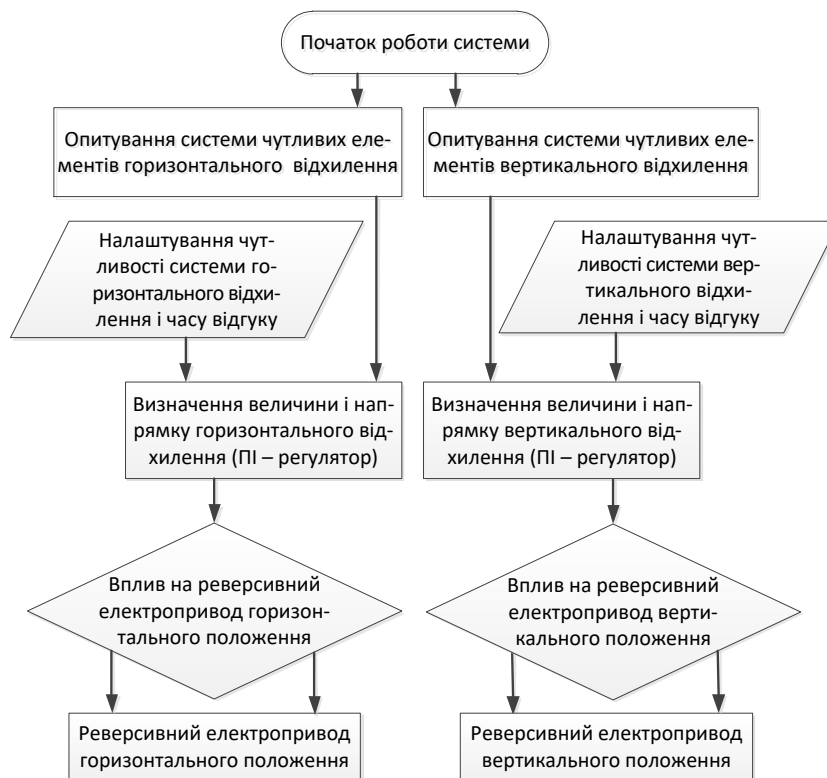 Початок роботи системи
Опитування системи чутливих еле-
ментів горизонтального відхилення
Опитування системи чутливих еле-
ментів вертикального відхилення
Налаштування чут-
ливості системи го-
ризонтального відхи-
лення і часу відгуку
Налаштування чут-
ливості системи вер-
тикального відхи-
лення і часу відгуку
Визначення величини і нап-
рямку горизонтального від-
хилення (ПІ – регулятор)
Визначення величини і нап-
рямку вертикального від-
хилення (ПІ – регулятор)
Вплив на реверсивний
електропривод горизон-
тального положення
Вплив на реверсивний
електропривод верти-
кального положення
Реверсивний електропривод
горизонтального положення
Реверсивний електропривод
вертикального положення